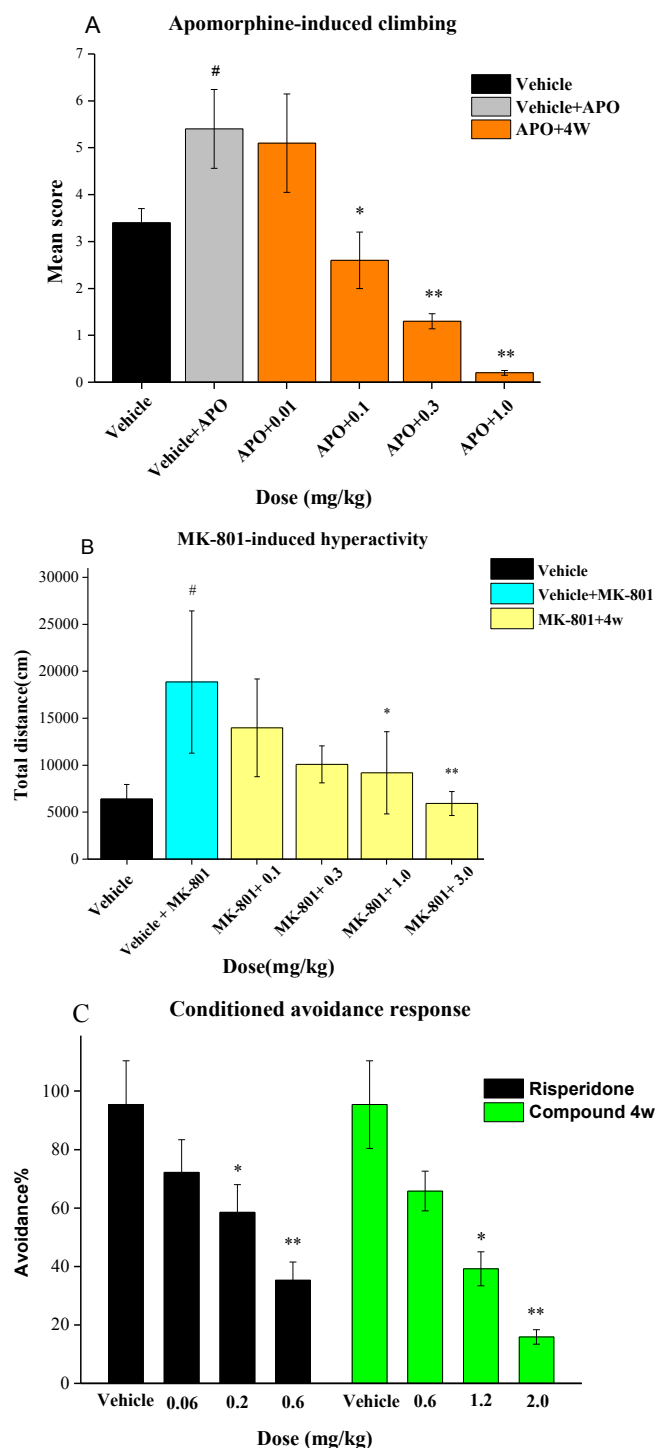 A
Apomorphine-induced climbing
7
6
5
4
3
2
1
0
Mean score
#
*
**
**
Vehicle
Vehicle+APO
APO+4W
Vehicle
Vehicle+APO
APO+0.01
APO+0.1
APO+0.3
APO+1.0
Dose (mg/kg)
B
MK-801-induced hyperactivity
30000
25000
20000
15000
10000
5000
0
Total distance(cm)
#
*
**
Vehicle
Vehicle+MK-801
MK-801+4w
Vehicle
Vehicle + MK-801
MK-801+ 0.1
MK-801+ 0.3
MK-801+ 1.0
MK-801+ 3.0
Dose(mg/kg)
C
Conditioned avoidance response
100
80
60
40
20
0
Avoidance%
*
**
*
**
Risperidone
Compound 4w
Vehicle 0.06 0.2 0.6 Vehicle 0.6 1.2 2.0
Dose (mg/kg)